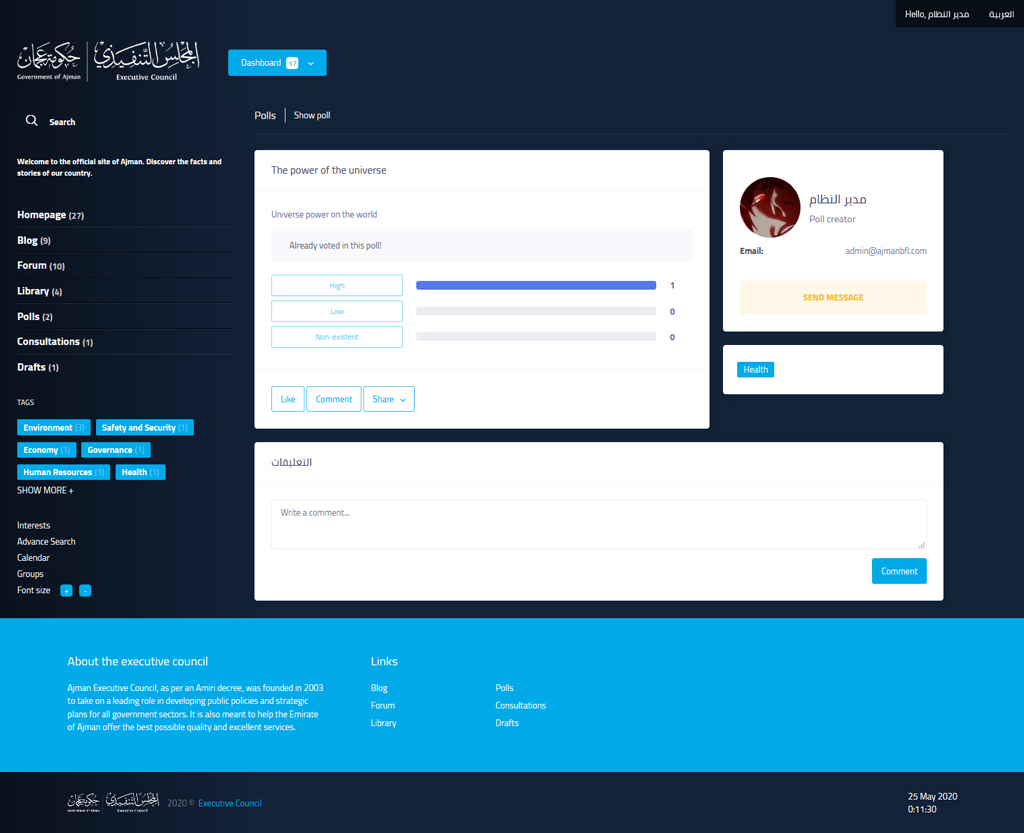 Hello, مدير النظام
العربية
حكومة عجمان
Government of Ajman
المجلس التنفيذي
Executive Council
Dashboard 17
Search
Welcome to the official site of Ajman. Discover the facts and
stories of our country.
Homepage (27)
Blog (9)
Forum (10)
Library (4)
Polls (2)
Consultations (1)
Drafts (1)
TAGS
Environment (3) Safety and Security (1)
Economy (1) Governance (1)
Human Resources (1) Health (1)
SHOW MORE +
Interests
Advance Search
Calendar
Groups
Font size + -
Polls Show poll
The power of the universe
Universe power on the world
Already voted in this poll!
High 1
Low 0
Non-existent 0
Like Comment Share
مدير النظام
Poll creator
Email: admin@ajmanbfl.com
SEND MESSAGE
Health
التعليقات
Write a comment...
Comment
About the executive council
Ajman Executive Council, as per an Amiri decree, was founded in 2003
to take on a leading role in developing public policies and strategic
plans for all government sectors. It is also meant to help the Emirate
of Ajman offer the best possible quality and excellent services.
Links
Blog
Forum
Library
Polls
Consultations
Drafts
حكومة عجمان
المجلس التنفيذي
2020 © Executive Council
25 May 2020
0:11:30